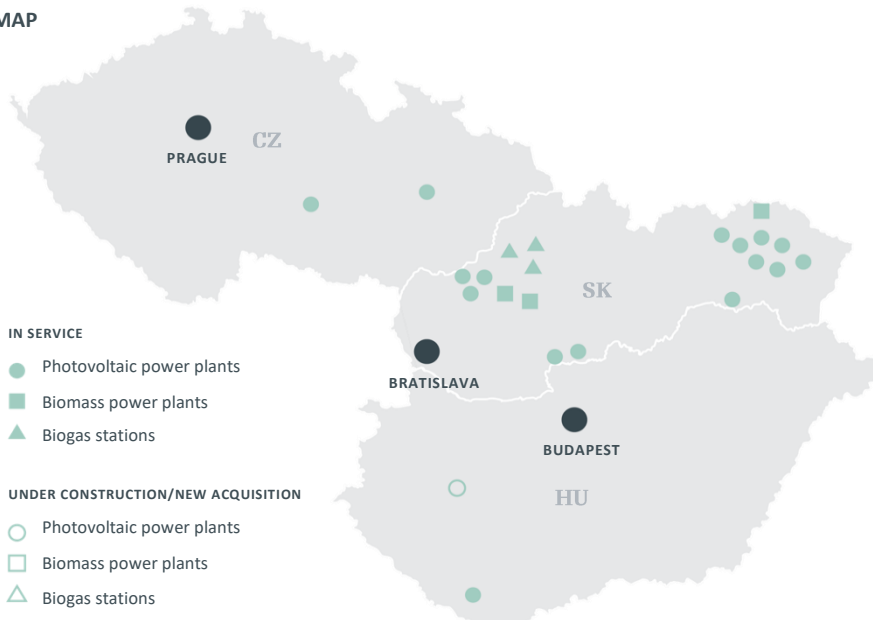 MAP
CZ
PRAGUE
SK
IN SERVICE
Photovoltaic power plants
BRATISLAVA
Biomass power plants
Biogas stations
BUDAPEST
UNDER CONSTRUCTION/NEW ACQUISITION
HU
Photovoltaic power plants
Biomass power plants
Biogas stations